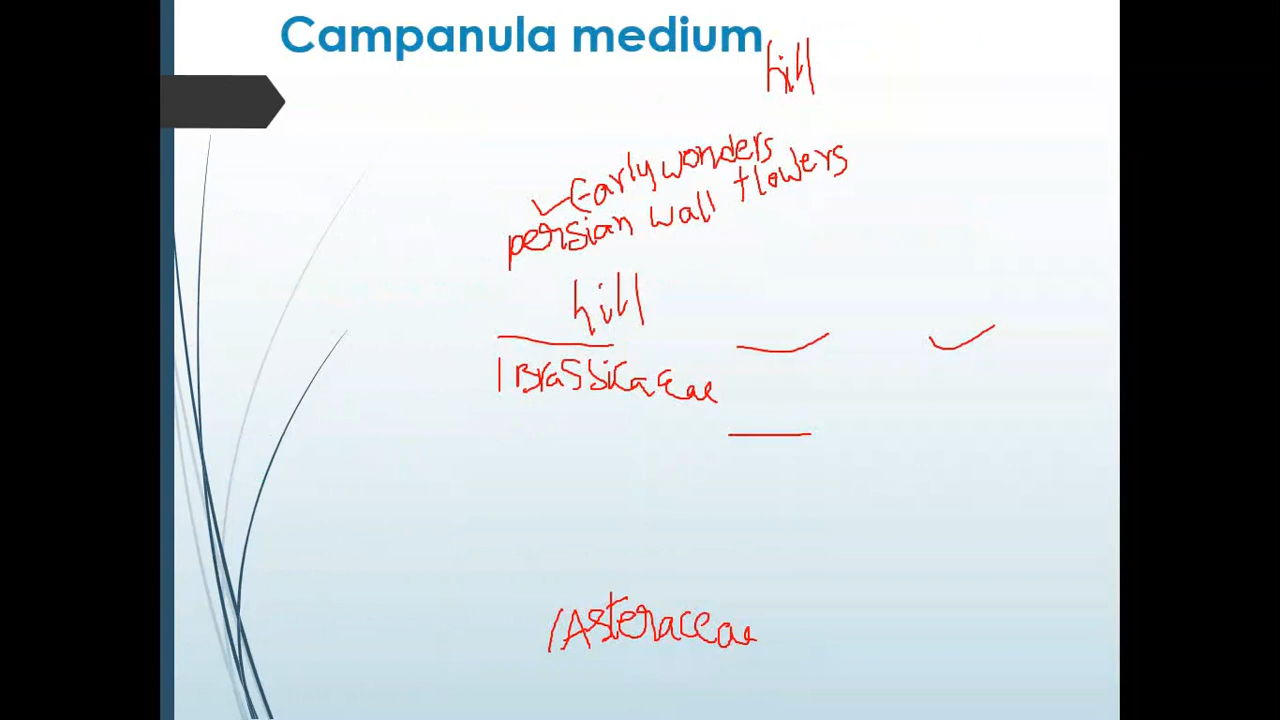 Campanula medium
hill
Early wonders
persian wall flowers
hill
Brassicaceae
Asteraceae